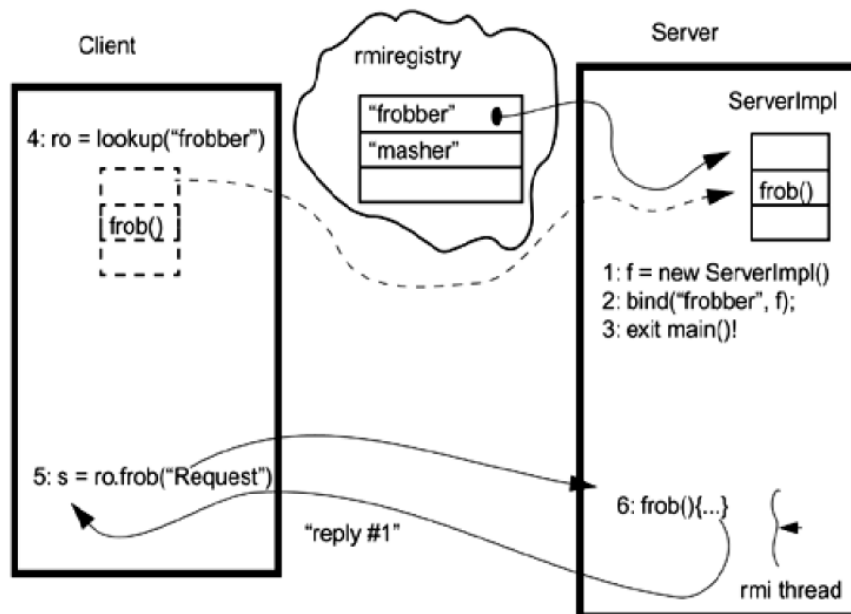 Client
rmiregistry
Server
"frobber"
"masher"
ServerImpl
frob()
4: ro = lookup("frobber")
frob()
1: f = new ServerImpl()
2: bind("frobber", f);
3: exit main()!
5: s = ro.frob("Request")
"reply #1"
6: frob(){...}
rmi thread